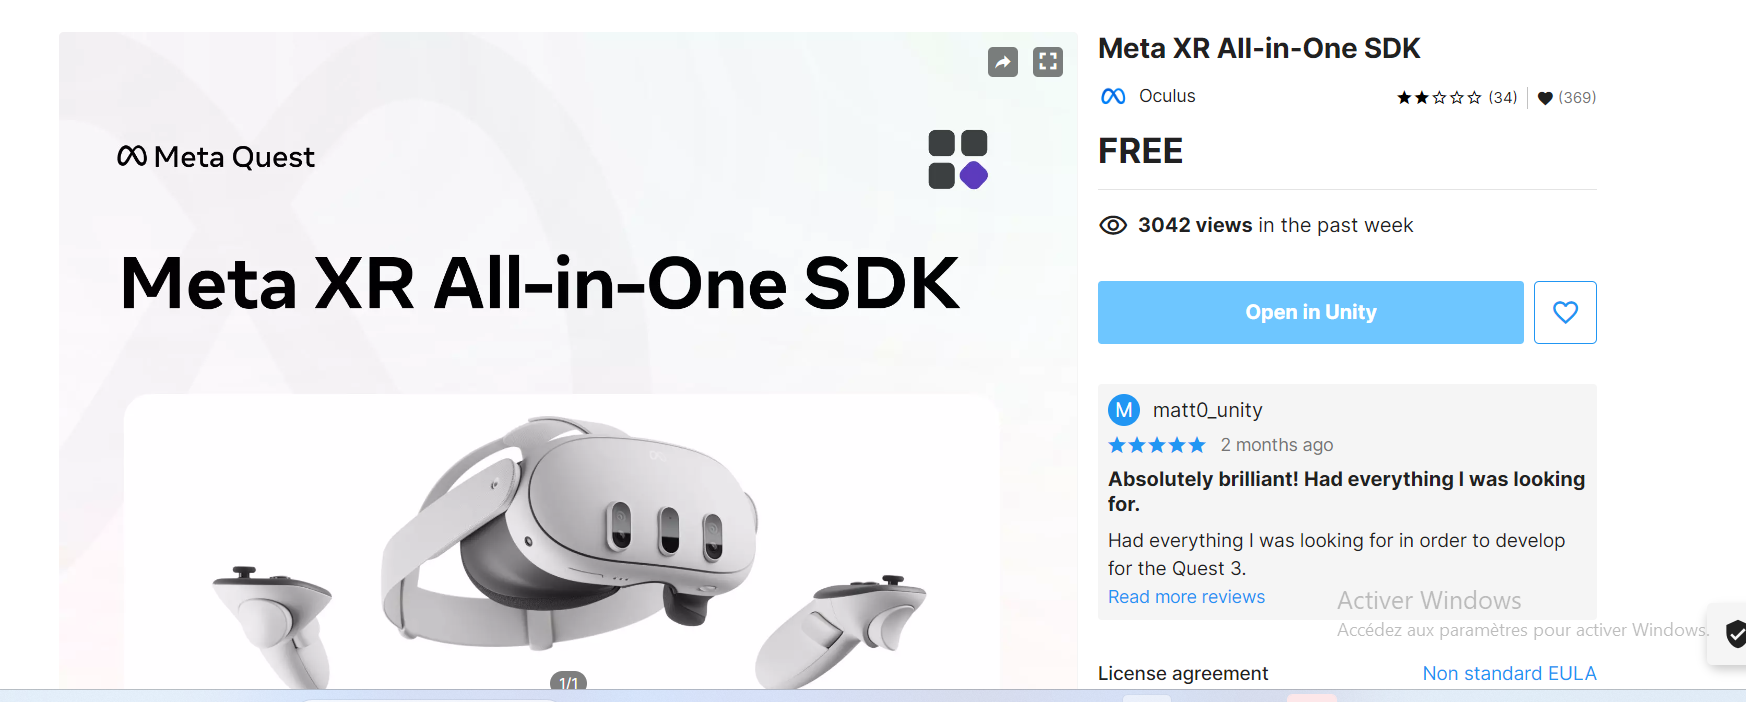 Meta Quest
Meta XR All-in-One SDK
1/1
Meta XR All-in-One SDK
Oculus
(34)
(369)
FREE
3042 views in the past week
Open in Unity
M
matt0_unity
2 months ago
Absolutely brilliant! Had everything I was looking
for.
Had everything I was looking for in order to develop
for the Quest 3.
Read more reviews
Activer Windows
Accédez aux paramètres pour activer Windows.
License agreement
Non standard EULA